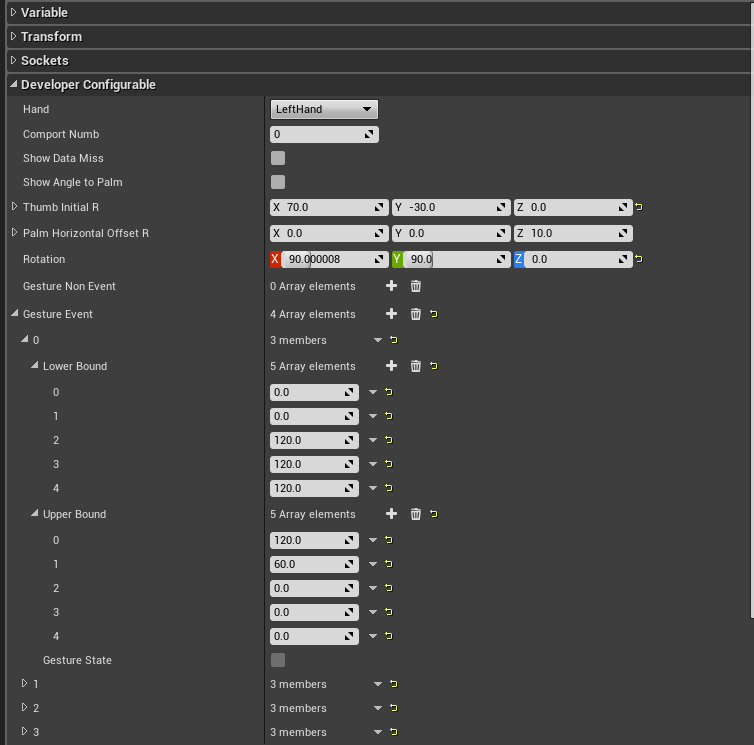 Variable
Transform
Sockets
Developer Configurable
Hand LeftHand
Comport Numb 0
Show Data Miss
Show Angle to Palm
Thumb Initial R X 70.0 Y -30.0 Z 0.0
Palm Horizontal Offset R X 0.0 Y 0.0 Z 10.0
Rotation X 90.000008 Y 90.0 Z 0.0
Gesture Non Event 0 Array elements
Gesture Event 4 Array elements
0 3 members
Lower Bound 5 Array elements
0 0.0
1 0.0
2 120.0
3 120.0
4 120.0
Upper Bound 5 Array elements
0 120.0
1 60.0
2 0.0
3 0.0
4 0.0
Gesture State
1 3 members
2 3 members
3 3 members